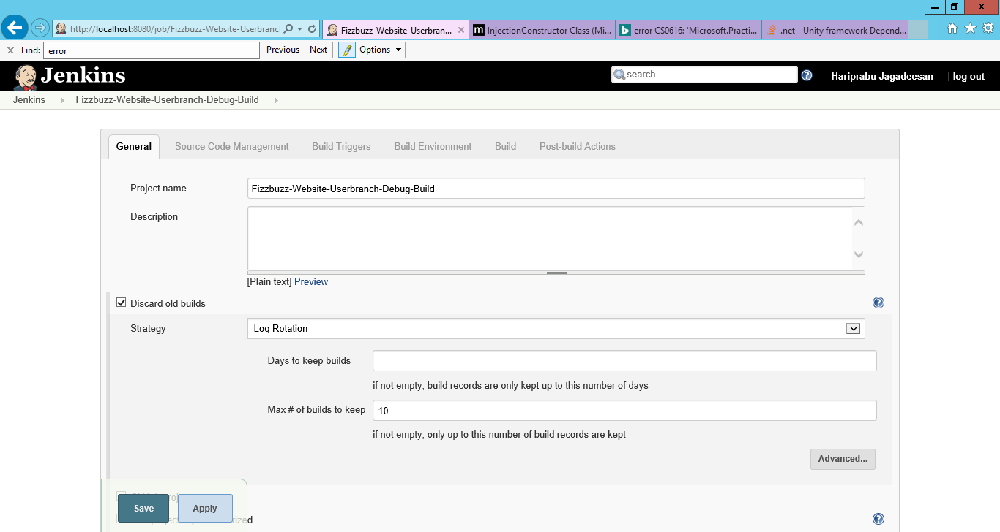 X
http://localhost:8080/job/Fizzbuzz-Website-Userbranc
Fizzbuzz-Website-Userbran... ×
InjectionConstructor Class (Mi...
error CS0616: 'Microsoft.Practi...
.net - Unity framework Depend...
x Find: error Previous Next Options
Jenkins
search
? Hariprabu Jagadeesan | log out
Jenkins Fizzbuzz-Website-Userbranch-Debug-Build
General Source Code Management Build Triggers Build Environment Build Post-build Actions
Project name Fizzbuzz-Website-Userbranch-Debug-Build
Description
[Plain text] Preview
Discard old builds ?
Strategy Log Rotation
Days to keep builds
if not empty, build records are only kept up to this number of days
Max # of builds to keep 10
if not empty, only up to this number of build records are kept
Advanced...
Save Apply
This project is parameterized ?